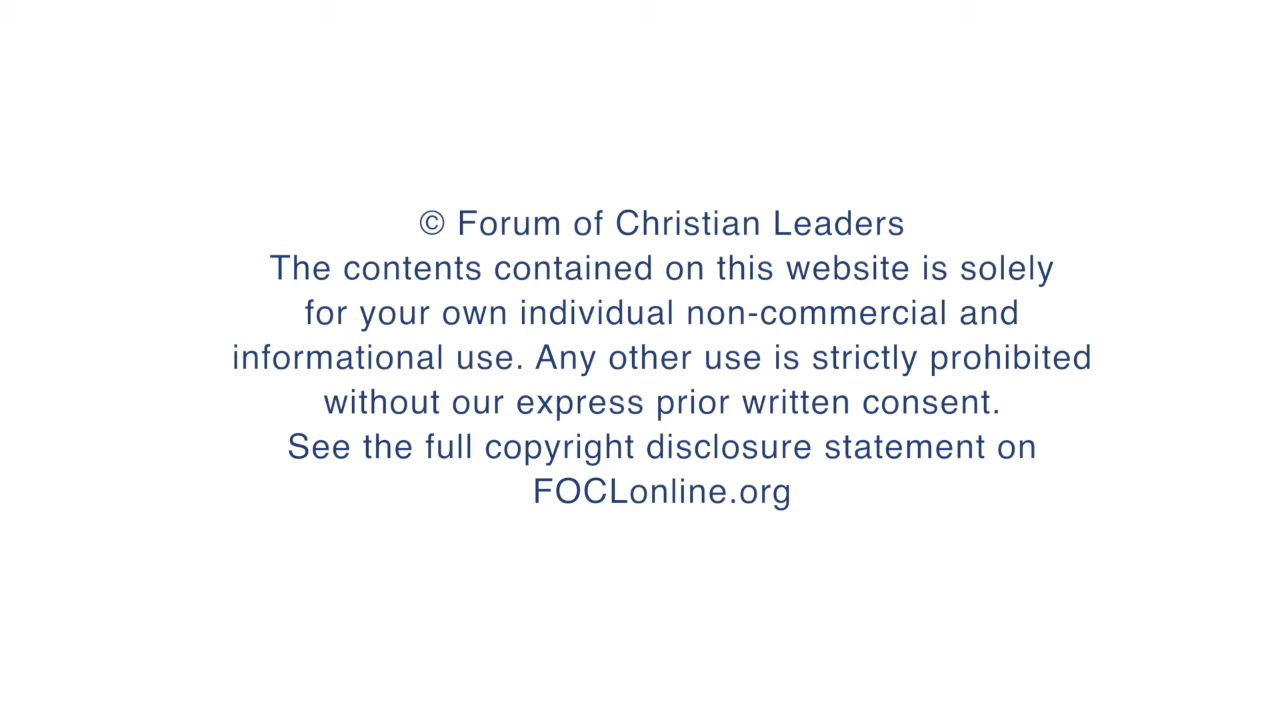 © Forum of Christian Leaders
The contents contained on this website is solely
for your own individual non-commercial and
informational use. Any other use is strictly prohibited
without our express prior written consent.
See the full copyright disclosure statement on
FOCLonline.org